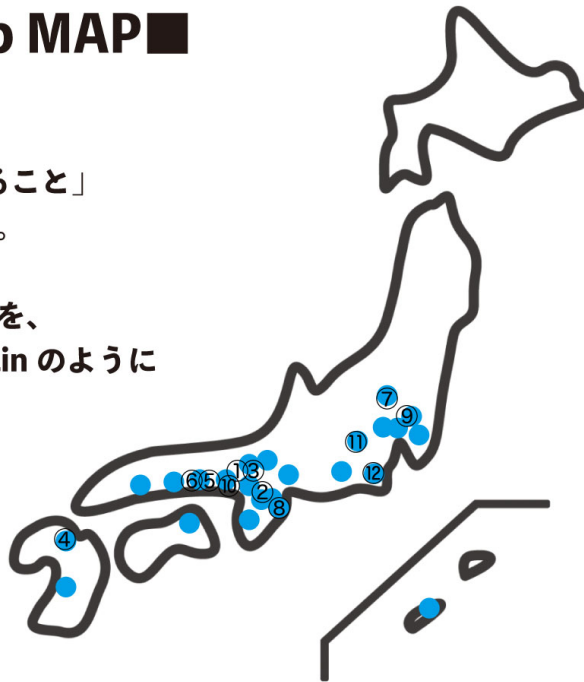 p MAP■
ること」
。
を、
in のように
⑦
⑨
⑪
⑫
①③
⑥⑤⑩
②
⑧
④